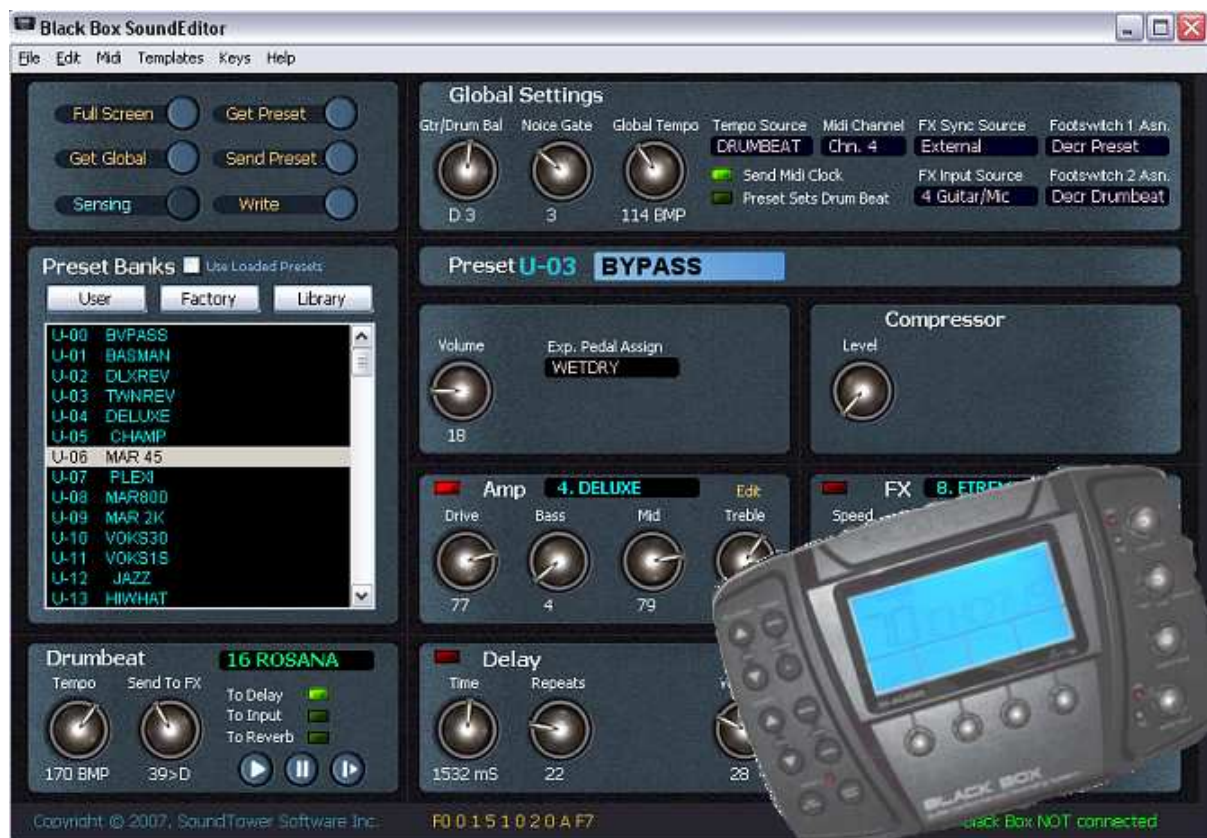 Black Box SoundEditor
File Edit Midi Templates Keys Help
Full Screen Get Preset
Get Global Send Preset
Sensing Write
Global Settings
Gtr/Drum Bal Noice Gate Global Tempo Tempo Source Midi Channel FX Sync Source Footswitch 1 Asn.
DRUMBEAT Chn. 4 External Decr Preset
Send Midi Clock FX Input Source Footswitch 2 Asn.
Preset Sets Drum Beat 4 Guitar/Mic Decr Drumbeat
D 3 3 114 BMP
Preset Banks Use Loaded Presets
User Factory Library
U-00 BVPASS
U-01 BASMAN
U-02 DLXREV
U-03 TWNREV
U-04 DELUXE
U-05 CHAMP
U-06 MAR 45
U-07 PLEXI
U-08 MAR800
U-09 MAR 2K
U-10 VOKS30
U-11 VOKS1S
U-12 JAZZ
U-13 HIWHAT
Preset U-03 BYPASS
Volume Exp. Pedal Assign
WETDRY
18
Compressor
Level
Amp 4. DELUXE Edit
Drive Bass Mid Treble
77 4 79
FX
Speed
Drumbeat 16 ROSANA
Tempo Send To FX
To Delay
To Input
To Reverb
170 BMP 39>D
Delay
Time Repeats
1532 mS 22 28
BLACK BOX
Copyright © 2007, SoundTower Software Inc. F0 0 1 5 1 0 2 0 A F7 Black Box NOT connected